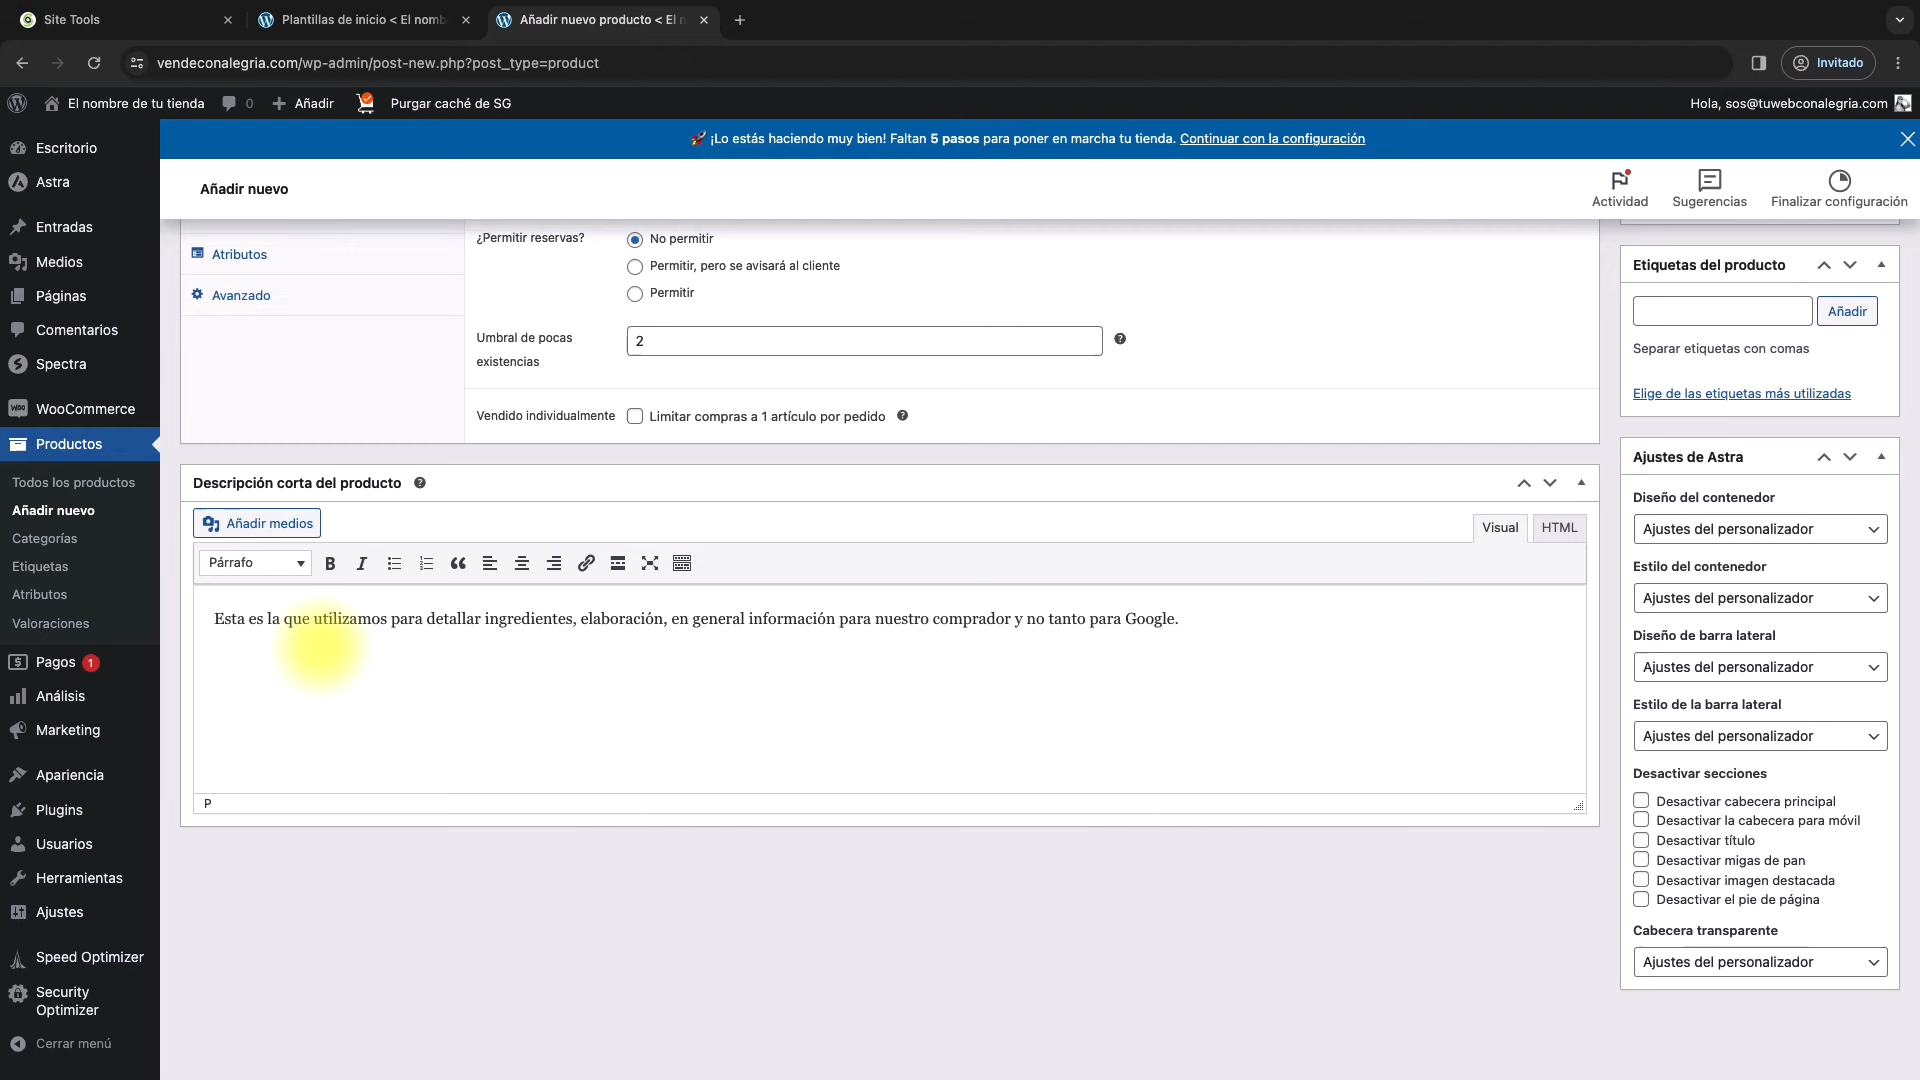 Site Tools
Plantillas de inicio < El nomb
Añadir nuevo producto < El n
vendeconalegria.com/wp-admin/post-new.php?post_type=product
Invitado
El nombre de tu tienda
0
Añadir
Purgar caché de SG
Hola, sos@tuwebconalegria.com
🚀 ¡Lo estás haciendo muy bien! Faltan 5 pasos para poner en marcha tu tienda. Continuar con la configuración
Añadir nuevo
Actividad
Sugerencias
Finalizar configuración
Escritorio
Astra
Entradas
Medios
Páginas
Comentarios
Spectra
WooCommerce
Productos
Todos los productos
Añadir nuevo
Categorías
Etiquetas
Atributos
Valoraciones
Pagos 1
Análisis
Marketing
Apariencia
Plugins
Usuarios
Herramientas
Ajustes
Speed Optimizer
Security
Optimizer
Cerrar menú
Atributos
Avanzado
¿Permitir reservas?
No permitir
Permitir, pero se avisará al cliente
Permitir
Umbral de pocas
existencias
2
Vendido individualmente
Limitar compras a 1 artículo por pedido
Descripción corta del producto
Añadir medios
Visual
HTML
Párrafo
Esta es la que utilizamos para detallar ingredientes, elaboración, en general información para nuestro comprador y no tanto para Google.
P
Etiquetas del producto
Añadir
Separar etiquetas con comas
Elige de las etiquetas más utilizadas
Ajustes de Astra
Diseño del contenedor
Ajustes del personalizador
Estilo del contenedor
Ajustes del personalizador
Diseño de barra lateral
Ajustes del personalizador
Estilo de la barra lateral
Ajustes del personalizador
Desactivar secciones
Desactivar cabecera principal
Desactivar la cabecera para móvil
Desactivar título
Desactivar migas de pan
Desactivar imagen destacada
Desactivar el pie de página
Cabecera transparente
Ajustes del personalizador